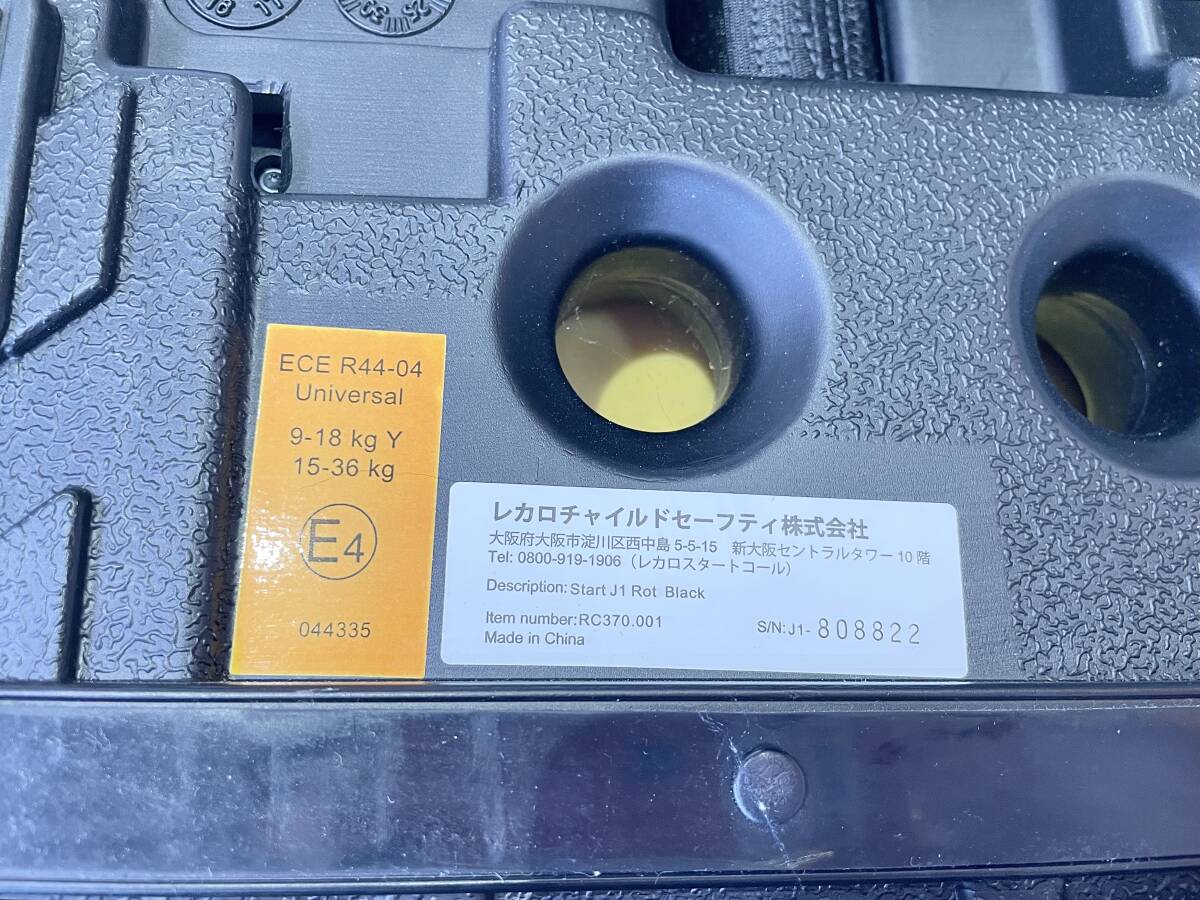 ECE R44-04
Universal
9-18 kg Y
15-36 kg
E4
044335
レカロチャイルドセーフティ株式会社
大阪府大阪市淀川区西中島 5-5-15　新大阪セントラルタワー 10 階
Tel: 0800-919-1906（レカロスタートコール）
Description: Start J1 Rot Black
Item number:RC370.001
S/N: J1- 808822
Made in China